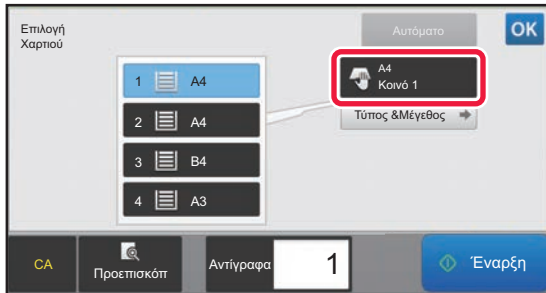 Επιλογή
Χαρτιού
Αυτόματο
OK
1 A4
2 A4
3 B4
4 A3
A4
Κοινό 1
Τύπος &Μέγεθος
CA
Προεπισκόπ
Αντίγραφα
1
Έναρξη